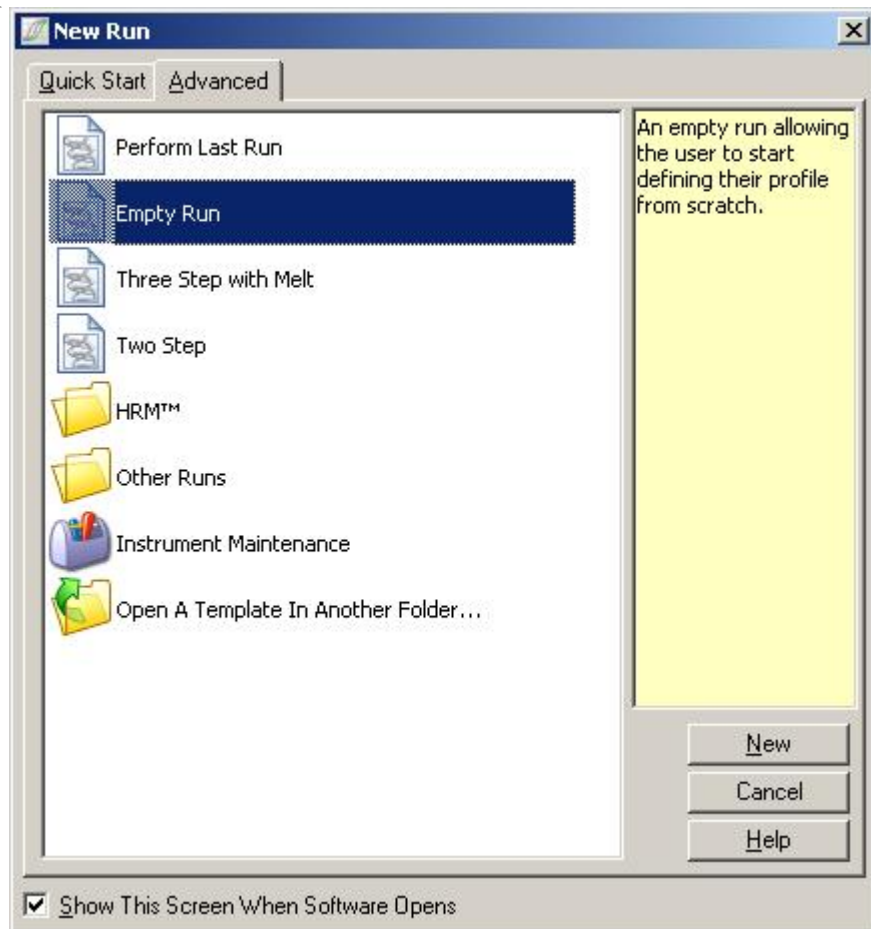 New Run
Quick Start Advanced
Perform Last Run
Empty Run
Three Step with Melt
Two Step
HRM™
Other Runs
Instrument Maintenance
Open A Template In Another Folder...
An empty run allowing
the user to start
defining their profile
from scratch.
New
Cancel
Help
Show This Screen When Software Opens